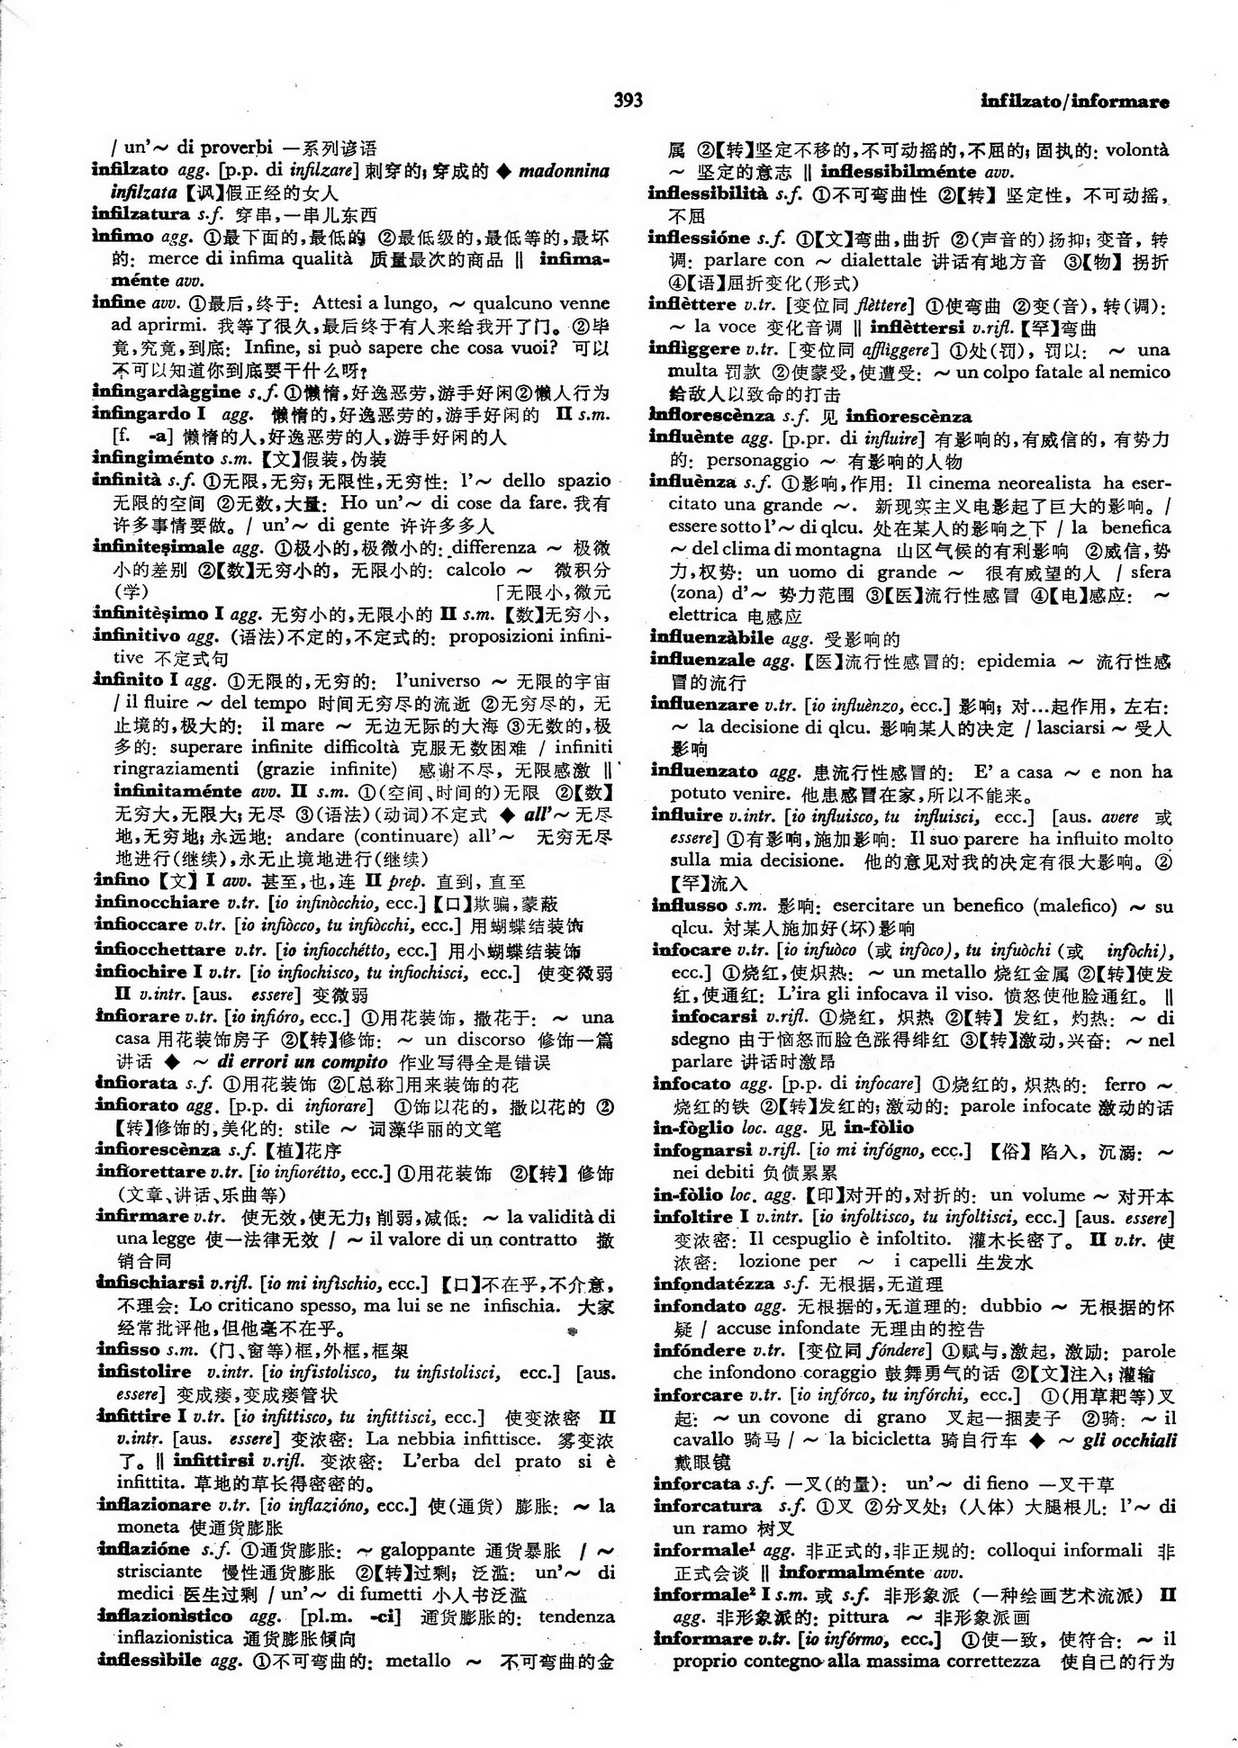 393
infilzato/informare
/ un'～ di proverbi 一系列谚语
infilzato agg. [p.p. di infilzare] 刺穿的; 穿成的 ◆ madonnina
infilzata 【讽】假正经的女人
infilzatura s.f. 穿串,一串儿东西
ìnfimo agg. ①最下面的,最低的 ②最低级的,最低等的,最坏
的: merce di infima qualità 质量最次的商品 ‖ infima-
ménte avv.
infine avv. ①最后,终于: Attesi a lungo, ～ qualcuno venne
ad aprirmi. 我等了很久,最后终于有人来给我开了门。②毕
竟,究竟,到底: Infine, si può sapere che cosa vuoi? 可以
不可以知道你到底要干什么呀?
infingardàggine s.f. ①懒惰,好逸恶劳,游手好闲②懒人行为
infingardo I agg. 懒惰的,好逸恶劳的,游手好闲的 II s.m.
[f. -a] 懒惰的人,好逸恶劳的人,游手好闲的人
infingiménto s.m. 【文】假装,伪装
infinità s.f. ①无限,无穷; 无限性,无穷性: l'～ dello spazio
无限的空间 ②无数,大量: Ho un'～ di cose da fare. 我有
许多事情要做。/ un'～ di gente 许许多多人
infiniteṣimale agg. ①极小的,极微小的: differenza ～ 极微
小的差别 ②【数】无穷小的, 无限小的: calcolo ～ 微积分
(学) 「无限小,微元
infinitèṣimo I agg. 无穷小的,无限小的 II s.m. 【数】无穷小,
infinitivo agg. (语法)不定的,不定式的: proposizioni infini-
tive 不定式句
infinito I agg. ①无限的,无穷的: l'universo ～ 无限的宇宙
/ il fluire ～ del tempo 时间无穷尽的流逝 ②无穷尽的, 无
止境的,极大的: il mare ～ 无边无际的大海 ③无数的,极
多的: superare infinite difficoltà 克服无数困难 / infiniti
ringraziamenti (grazie infinite) 感谢不尽, 无限感激 ‖
infinitaménte avv. II s.m. ①(空间、时间的)无限 ②【数】
无穷大,无限大; 无尽 ③(语法)(动词)不定式 ◆ all'～ 无尽
地,无穷地; 永远地: andare (continuare) all'～ 无穷无尽
地进行(继续),永无止境地进行(继续)
infino 【文】 I avv. 甚至,也,连 II prep. 直到, 直至
infinocchiare v.tr. [io infinòcchio, ecc.] 【口】欺骗,蒙蔽
infioccare v.tr. [io infiòcco, tu infiòcchi, ecc.] 用蝴蝶结装饰
infiocchettare v.tr. [io infiocchétto, ecc.] 用小蝴蝶结装饰
infiochire I v.tr. [io infiochisco, tu infiochisci, ecc.] 使变微弱
II v.intr. [aus. essere] 变微弱
infiorare v.tr. [io infióro, ecc.] ①用花装饰, 撒花于: ～ una
casa 用花装饰房子 ②【转】修饰: ～ un discorso 修饰一篇
讲话 ◆ ～ di errori un compito 作业写得全是错误
infiorata s.f. ①用花装饰 ②[总称]用来装饰的花
infiorato agg. [p.p. di infiorare] ①饰以花的, 撒以花的 ②
【转】修饰的,美化的: stile ～ 词藻华丽的文笔
infiorescènza s.f. 【植】花序
infiorettare v.tr. [io infiorétto, ecc.] ①用花装饰 ②【转】 修饰
(文章、讲话、乐曲等)
infirmare v.tr. 使无效,使无力; 削弱,减低: ～ la validità di
una legge 使一法律无效 / ～ il valore di un contratto 撤
销合同
infischiarsi v.rifl. [io mi infischio, ecc.] 【口】不在乎,不介意,
不理会: Lo criticano spesso, ma lui se ne infischia. 大家
经常批评他,但他毫不在乎。
infisso s.m. (门、窗等)框,外框,框架
infistolire v.intr. [io infistolisco, tu infistolisci, ecc.] [aus.
essere] 变成瘘,变成瘘管状
infittire I v.tr. [io infittisco, tu infittisci, ecc.] 使变浓密 II
v.intr. [aus. essere] 变浓密: La nebbia infittisce. 雾变浓
了。‖ infittirsi v.rifl. 变浓密: L'erba del prato si è
infittita. 草地的草长得密密的。
inflazionare v.tr. [io inflazióno, ecc.] 使(通货) 膨胀: ～ la
moneta 使通货膨胀
inflazióne s.f. ①通货膨胀: ～ galoppante 通货暴胀 / ～
strisciante 慢性通货膨胀 ②【转】过剩; 泛滥: un'～ di
medici 医生过剩 / un'～ di fumetti 小人书泛滥
inflazionìstico agg. [pl.m. -ci] 通货膨胀的: tendenza
inflazionistica 通货膨胀倾向
inflessìbile agg. ①不可弯曲的: metallo ～ 不可弯曲的金
属 ②【转】坚定不移的,不可动摇的,不屈的; 固执的: volontà
～ 坚定的意志 ‖ inflessibilménte avv.
inflessibilità s.f. ①不可弯曲性 ②【转】 坚定性, 不可动摇,
不屈
inflessióne s.f. ①【文】弯曲,曲折 ②(声音的)扬抑; 变音, 转
调: parlare con ～ dialettale 讲话有地方音 ③【物】 拐折
④【语】屈折变化(形式)
inflèttere v.tr. [变位同 flèttere] ①使弯曲 ②变(音), 转(调):
～ la voce 变化音调 ‖ inflèttersi v.rifl. 【罕】弯曲
inflìggere v.tr. [变位同 affliggere] ①处(罚), 罚以: ～ una
multa 罚款 ②使蒙受,使遭受: ～ un colpo fatale al nemico
给敌人以致命的打击
inflorescènza s.f. 见 infiorescènza
influènte agg. [p.pr. di influire] 有影响的,有威信的, 有势力
的: personaggio ～ 有影响的人物
influènza s.f. ①影响,作用: Il cinema neorealista ha eser-
citato una grande ～. 新现实主义电影起了巨大的影响。/
essere sotto l'～ di qlcu. 处在某人的影响之下 / la benefica
～ del clima di montagna 山区气候的有利影响 ②威信,势
力,权势: un uomo di grande ～ 很有威望的人 / sfera
(zona) d'～ 势力范围 ③【医】流行性感冒 ④【电】感应: ～
elettrica 电感应
influenzàbile agg. 受影响的
influenzale agg. 【医】流行性感冒的: epidemia ～ 流行性感
冒的流行
influenzare v.tr. [io influènzo, ecc.] 影响; 对…起作用, 左右:
～ la decisione di qlcu. 影响某人的决定 / lasciarsi ～ 受人
影响
influenzato agg. 患流行性感冒的: E' a casa ～ e non ha
potuto venire. 他患感冒在家,所以不能来。
influire v.intr. [io influisco, tu influisci, ecc.] [aus. avere 或
essere] ①有影响,施加影响: Il suo parere ha influito molto
sulla mia decisione. 他的意见对我的决定有很大影响。②
【罕】流入
influsso s.m. 影响: esercitare un benefico (malefico) ～ su
qlcu. 对某人施加好(坏)影响
infocare v.tr. [io infuòco (或 infòco), tu infuòchi (或 infòchi),
ecc.] ①烧红,使炽热: ～ un metallo 烧红金属 ②【转】使发
红,使通红: L'ira gli infocava il viso. 愤怒使他脸通红。 ‖
infocarsi v.rifl. ①烧红, 炽热 ②【转】 发红, 灼热: ～ di
sdegno 由于恼怒而脸色涨得绯红 ③【转】激动,兴奋: ～ nel
parlare 讲话时激昂
infocato agg. [p.p. di infocare] ①烧红的, 炽热的: ferro ～
烧红的铁 ②【转】发红的; 激动的: parole infocate 激动的话
in-fòglio loc. agg. 见 in-fòlio
infognarsi v.rifl. [io mi infógno, ecc.] 【俗】 陷入, 沉溺: ～
nei debiti 负债累累
in-fòlio loc. agg. 【印】对开的,对折的: un volume ～ 对开本
infoltire I v.intr. [io infoltisco, tu infoltisci, ecc.] [aus. essere]
变浓密: Il cespuglio è infoltito. 灌木长密了。 II v.tr. 使
浓密: lozione per ～ i capelli 生发水
infondatézza s.f. 无根据,无道理
infondato agg. 无根据的,无道理的: dubbio ～ 无根据的怀
疑 / accuse infondate 无理由的控告
infóndere v.tr. [变位同 fóndere] ①赋与,激起, 激励: parole
che infondono coraggio 鼓舞勇气的话 ②【文】注入; 灌输
inforcare v.tr. [io infórco, tu infórchi, ecc.] ①(用草耙等)叉
起: ～ un covone di grano 叉起一捆麦子 ②骑: ～ il
cavallo 骑马 / ～ la bicicletta 骑自行车 ◆ ～ gli occhiali
戴眼镜
inforcata s.f. 一叉(的量): un'～ di fieno 一叉干草
inforcatura s.f. ①叉 ②分叉处; (人体) 大腿根儿: l'～ di
un ramo 树叉
informale¹ agg. 非正式的,非正规的: colloqui informali 非
正式会谈 ‖ informalménte avv.
informale² I s.m. 或 s.f. 非形象派 (一种绘画艺术流派) II
agg. 非形象派的: pittura ～ 非形象派画
informare v.tr. [io infórmo, ecc.] ①使一致, 使符合: ～ il
proprio contegno alla massima correttezza 使自己的行为